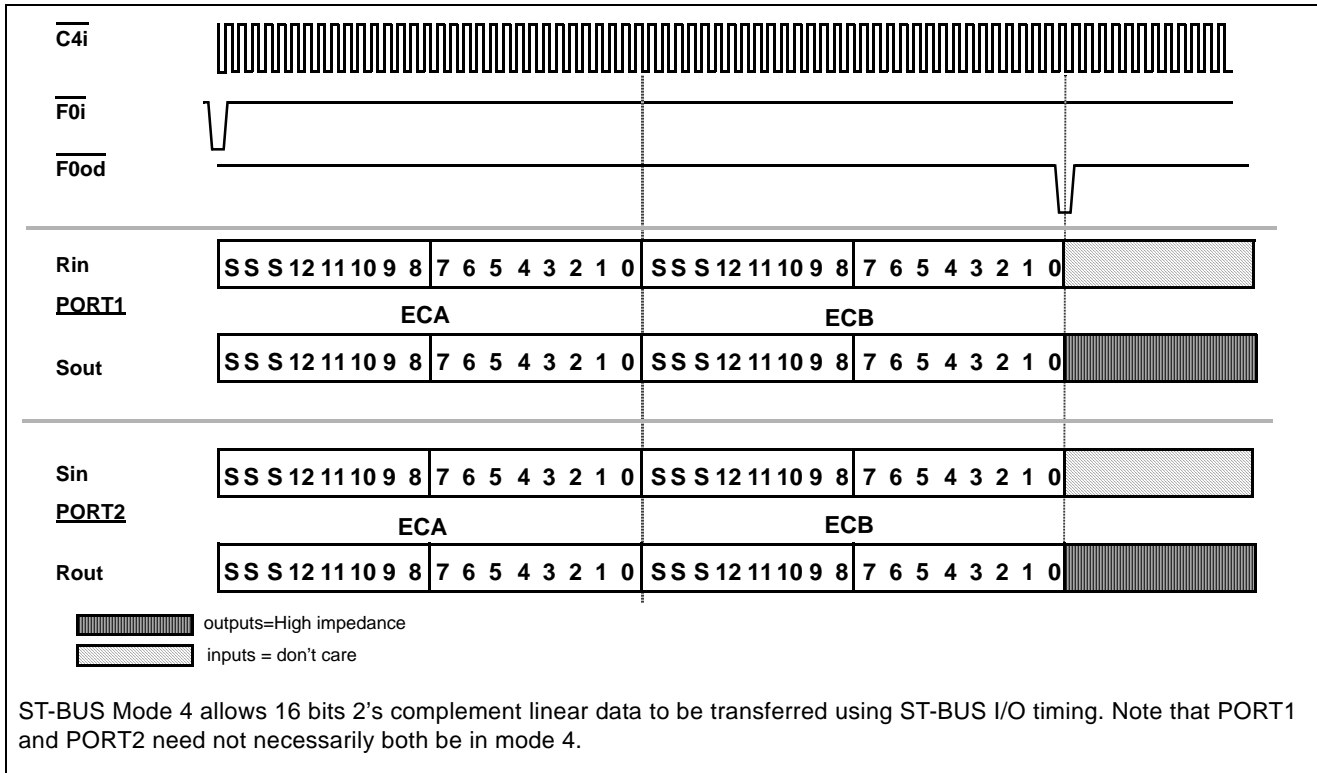 C4i
F0i
F0od
Rin S S S 12 11 10 9 8 7 6 5 4 3 2 1 0 S S S 12 11 10 9 8 7 6 5 4 3 2 1 0
PORT1 ECA ECB
Sout S S S 12 11 10 9 8 7 6 5 4 3 2 1 0 S S S 12 11 10 9 8 7 6 5 4 3 2 1 0
Sin S S S 12 11 10 9 8 7 6 5 4 3 2 1 0 S S S 12 11 10 9 8 7 6 5 4 3 2 1 0
PORT2 ECA ECB
Rout S S S 12 11 10 9 8 7 6 5 4 3 2 1 0 S S S 12 11 10 9 8 7 6 5 4 3 2 1 0
outputs=High impedance
inputs = don't care
ST-BUS Mode 4 allows 16 bits 2's complement linear data to be transferred using ST-BUS I/O timing. Note that PORT1
and PORT2 need not necessarily both be in mode 4.